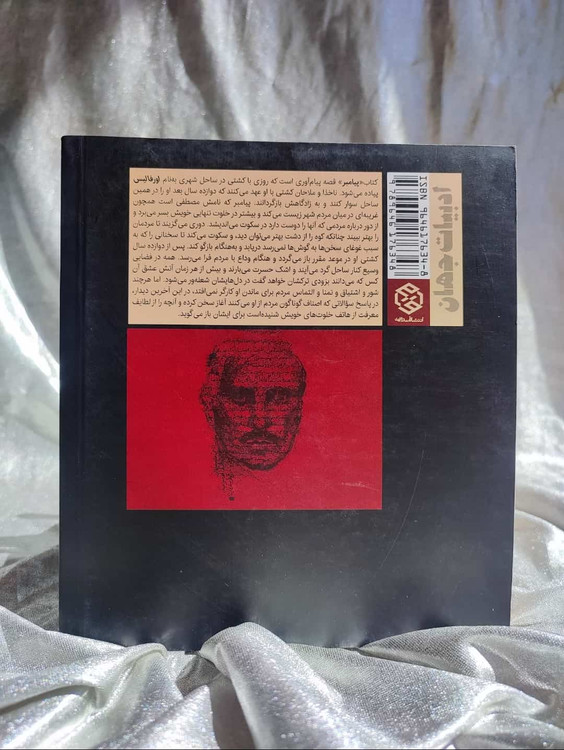 کتاب «پیامبر» قصه پیام‌آوری است که روزی با کشتی در ساحل شهری به‌نام اورفالیس
پیاده می‌شود. ناخدا و ملاحان کشتی با او عهد می‌کنند که دوازده سال بعد او را در همین
ساحل سوار کنند و به زادگاهش بازگردانند. پیامبر که نامش مصطفی است همچون
غریبه‌ای در میان مردم شهر زیست می‌کند و بیشتر در خلوت تنهایی خویش بسر می‌برد و
از دور درباره مردمی که آنها را دوست دارد در سکوت می‌اندیشد. دوری می‌گزیند تا مردمان
را بهتر ببیند چنانکه کوه را از دشت بهتر می‌توان دید، و سکوت می‌کند تا سخنانی را که به
سبب غوغای سخن‌ها به گوش‌ها نمی‌رسد دریابد و به‌هنگام بازگو کند. پس از دوازده سال
کشتی او در موعد مقرر باز می‌گردد و هنگام وداع با مردم فرا می‌رسد. همه در فضایی
وسیع کنار ساحل گرد می‌آیند و اشک حسرت می‌بارند و بیش از هر زمان آتش عشق آن
کس که می‌دانند بزودی ترکشان خواهد گفت در دل‌هایشان شعله‌ور می‌شود. اما هرچند
شور و اشتیاق و تمنا و التماس مردم برای ماندن او کارگر نمی‌افتد، در این آخرین دیدار،
در پاسخ سؤالاتی که اصناف گوناگون مردم از او می‌کنند آغاز سخن کرده و آنچه را از لطایف
معرفت از هاتف خلوت‌های خویش شنیده‌است برای ایشان باز می‌گوید.
ISBN 964617634-8
9789646176348
ادبیات جهان